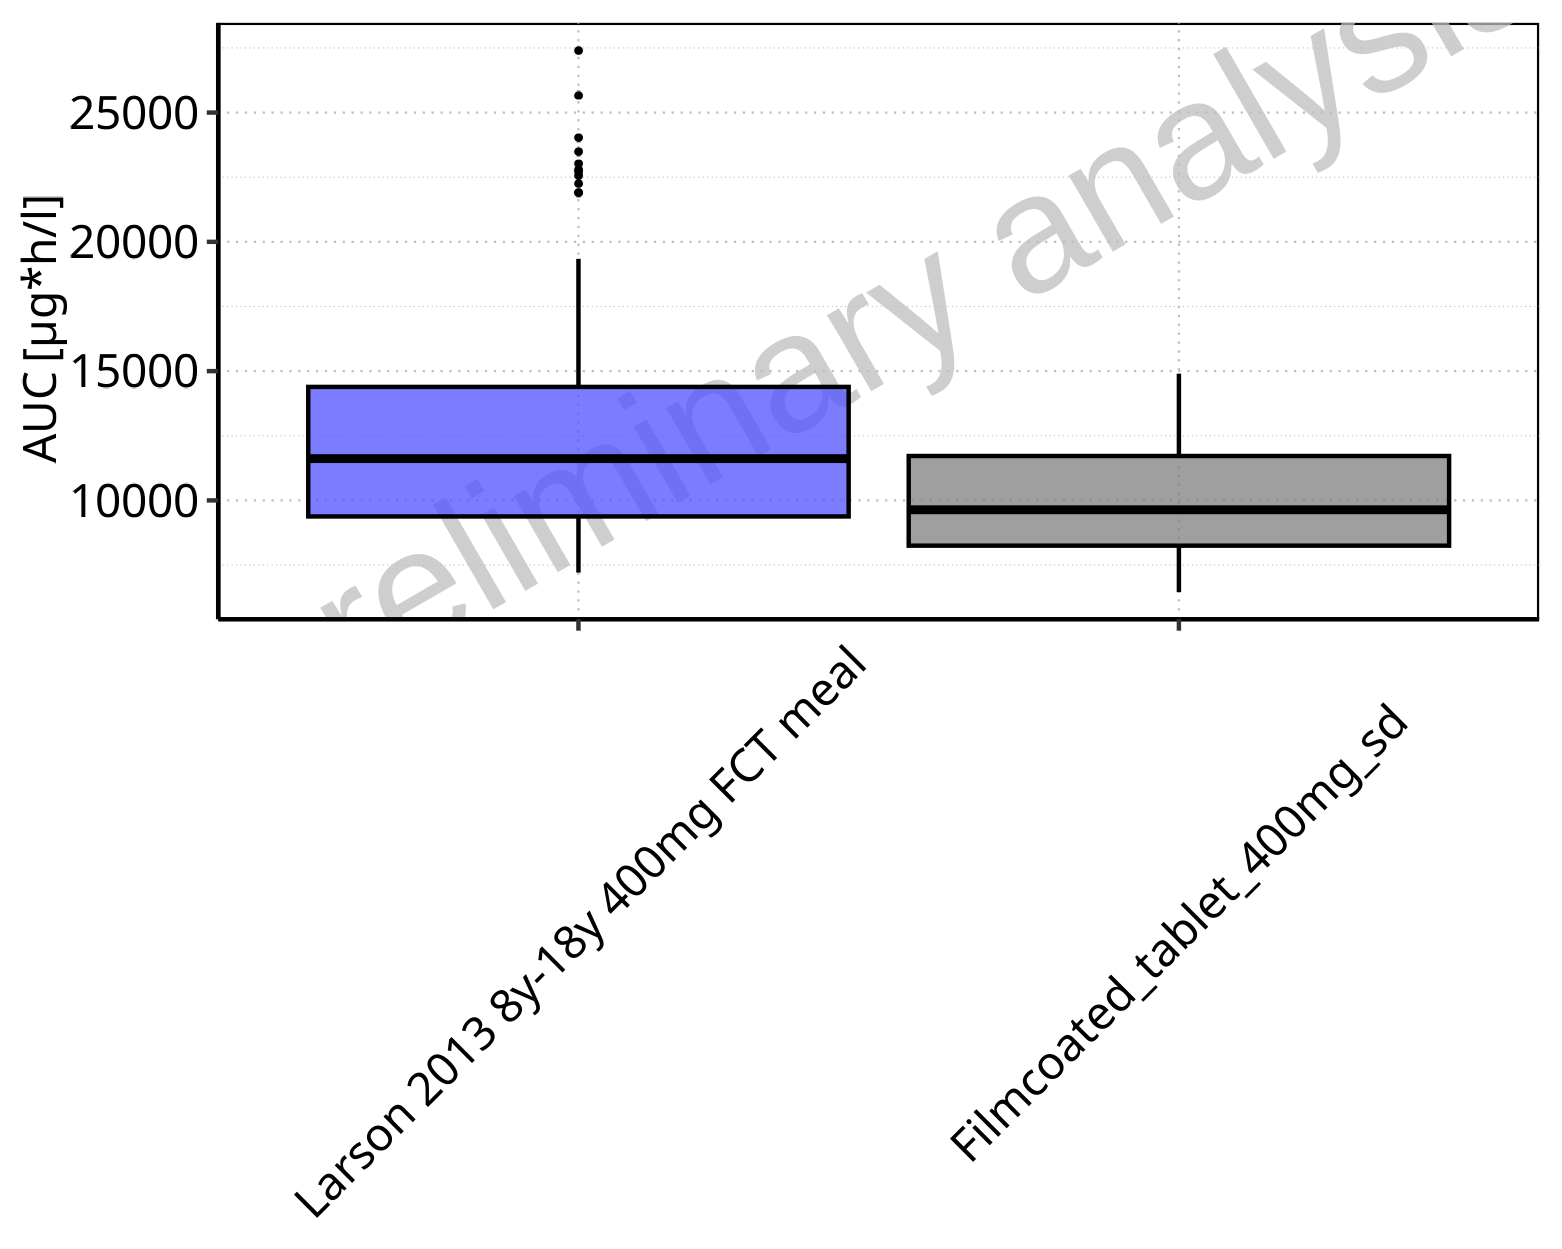 AUC [µg*h/l]
25000
20000
15000
10000
reliminary analysis
Larson 2013 8y-18y 400mg FCT meal
Filmcoated_tablet_400mg_sd